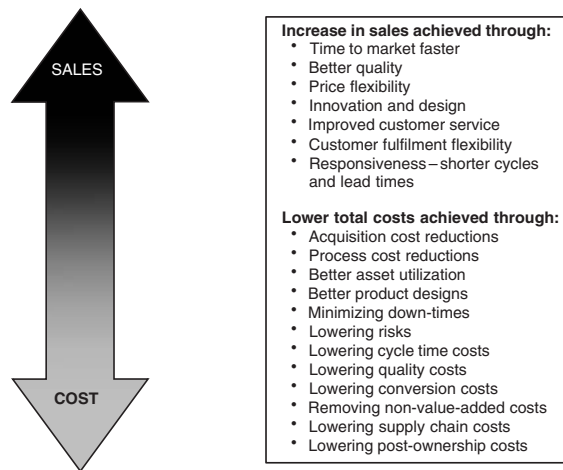 SALES
COST
Increase in sales achieved through:
• Time to market faster
• Better quality
• Price flexibility
• Innovation and design
• Improved customer service
• Customer fulfilment flexibility
• Responsiveness – shorter cycles
and lead times
Lower total costs achieved through:
• Acquisition cost reductions
• Process cost reductions
• Better asset utilization
• Better product designs
• Minimizing down-times
• Lowering risks
• Lowering cycle time costs
• Lowering quality costs
• Lowering conversion costs
• Removing non-value-added costs
• Lowering supply chain costs
• Lowering post-ownership costs